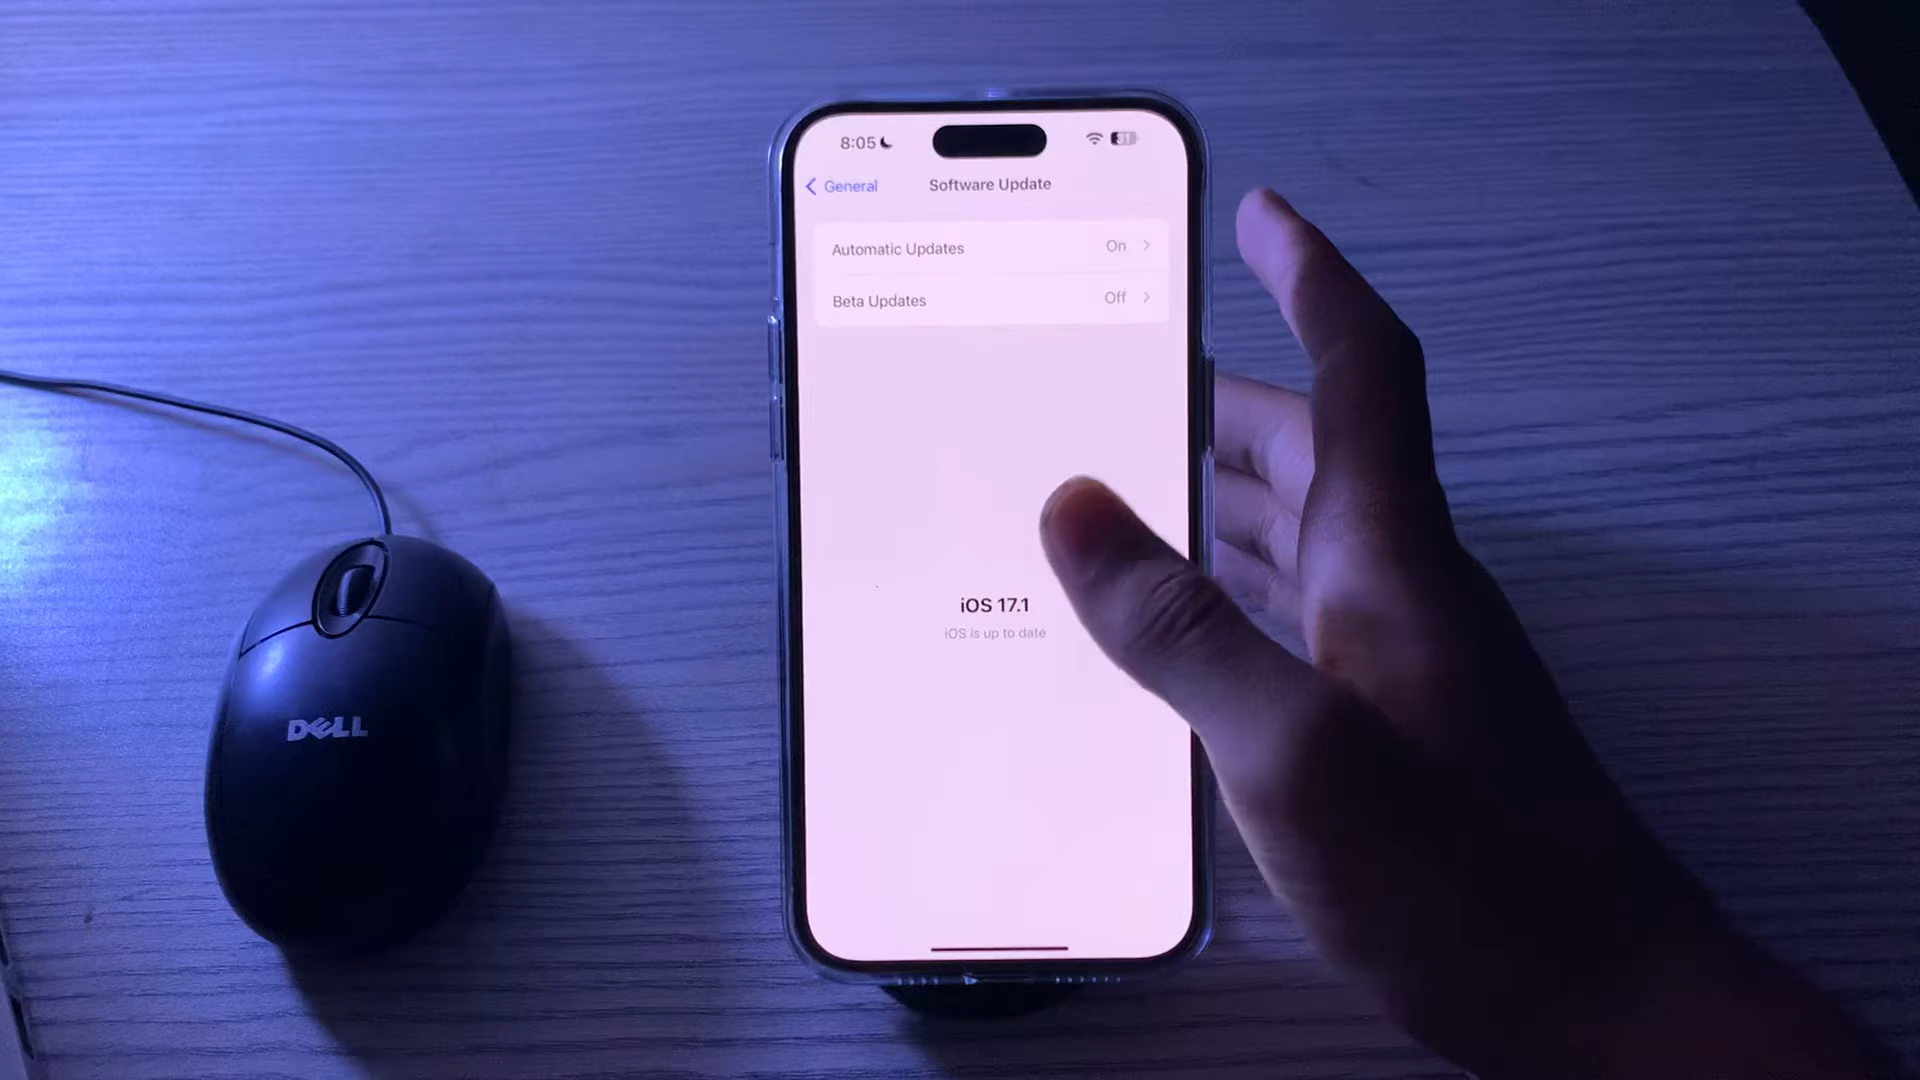 8:05
31
General
Software Update
Automatic Updates On
Beta Updates Off
iOS 17.1
iOS is up to date
DELL